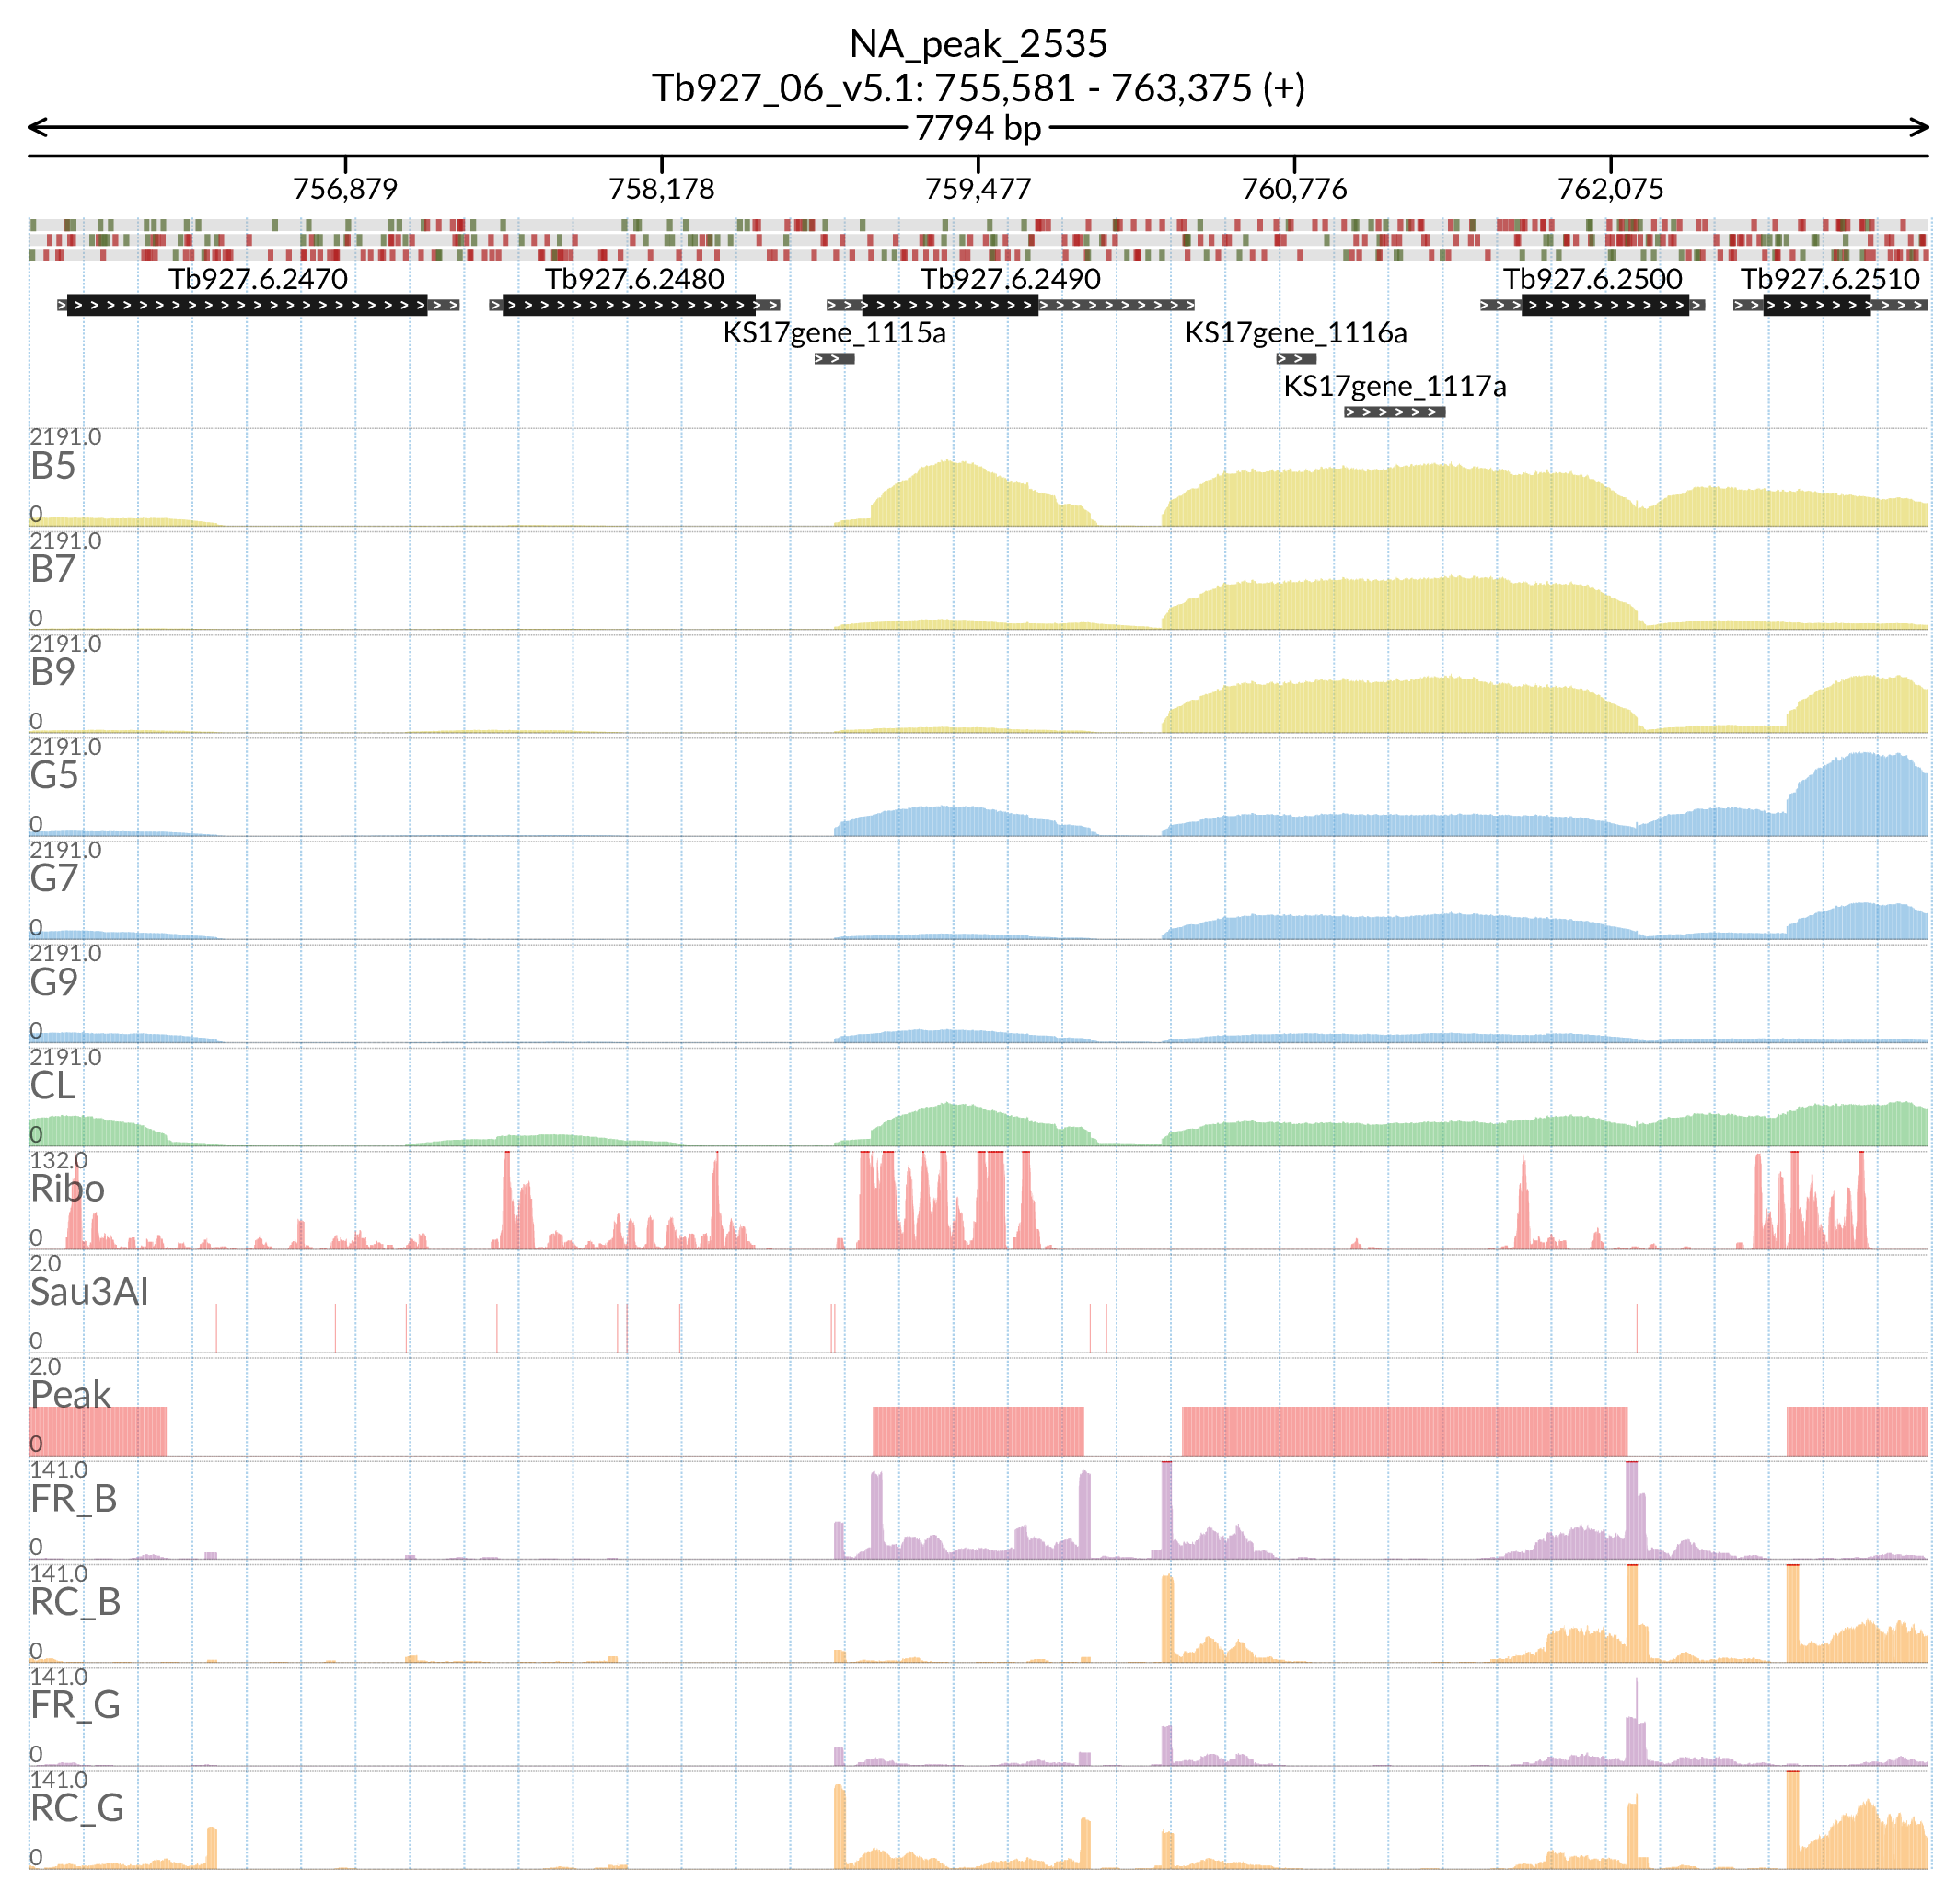 NA_peak_2535
Tb927_06_v5.1: 755,581 - 763,375 (+)
7794 bp
756,879 758,178 759,477 760,776 762,075
Tb927.6.2470 Tb927.6.2480 Tb927.6.2490 Tb927.6.2500 Tb927.6.2510
KS17gene_1115a KS17gene_1116a
KS17gene_1117a
2191.0
B5
0
2191.0
B7
0
2191.0
B9
0
2191.0
G5
0
2191.0
G7
0
2191.0
G9
0
2191.0
CL
0
132.0
Ribo
0
2.0
Sau3AI
0
2.0
Peak
0
141.0
FR_B
0
141.0
RC_B
0
141.0
FR_G
0
141.0
RC_G
0